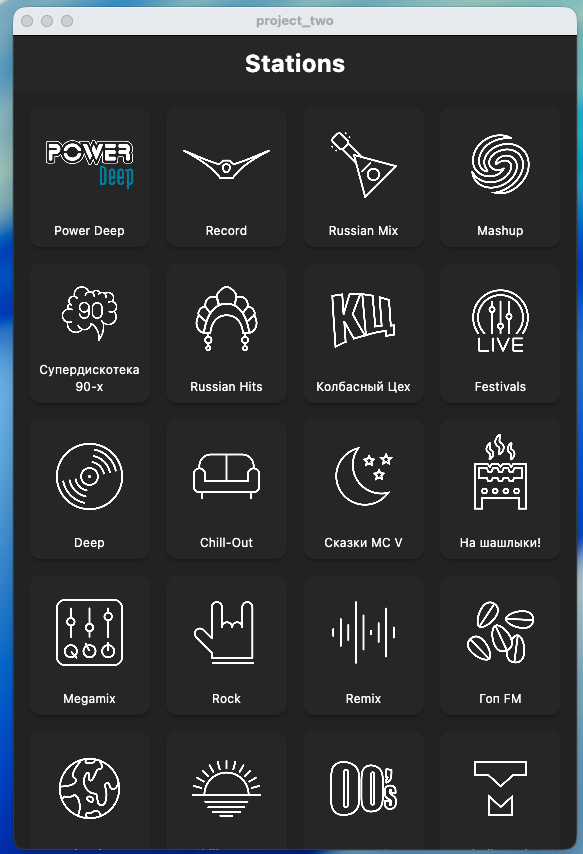 project_two
Stations
POWER
Deep
Power Deep
Record
Russian Mix
Mashup
90
Супердискотека
90-х
Russian Hits
КЦ
Колбасный Цех
LIVE
Festivals
Deep
Chill-Out
Сказки MC V
На шашлыки!
Megamix
Rock
Remix
Гоп FM
00's